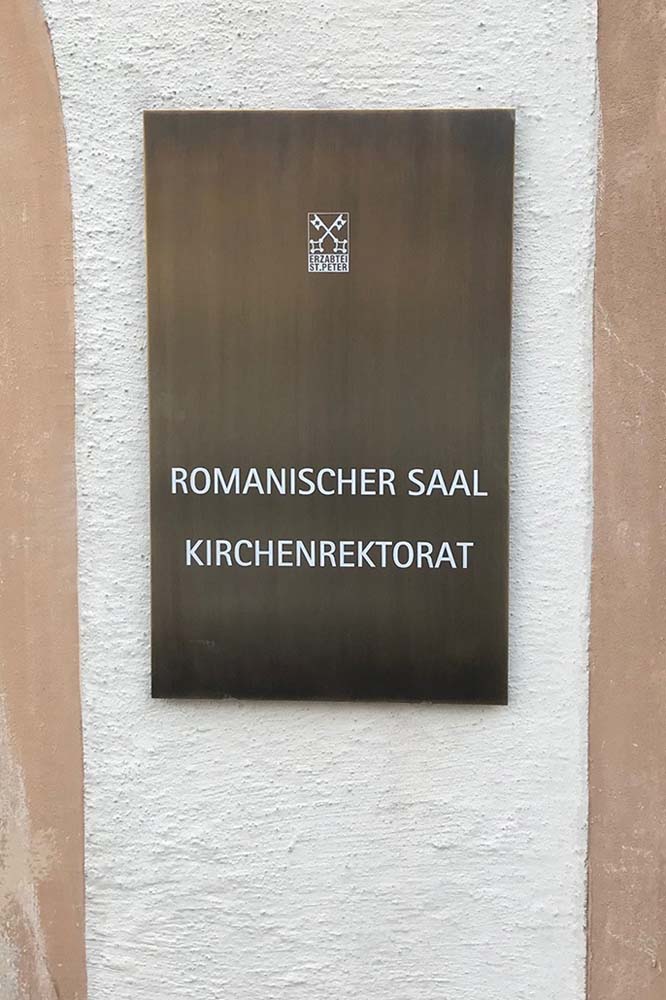 ERZABTEI
ST.PETER
ROMANISCHER SAAL
KIRCHENREKTORAT